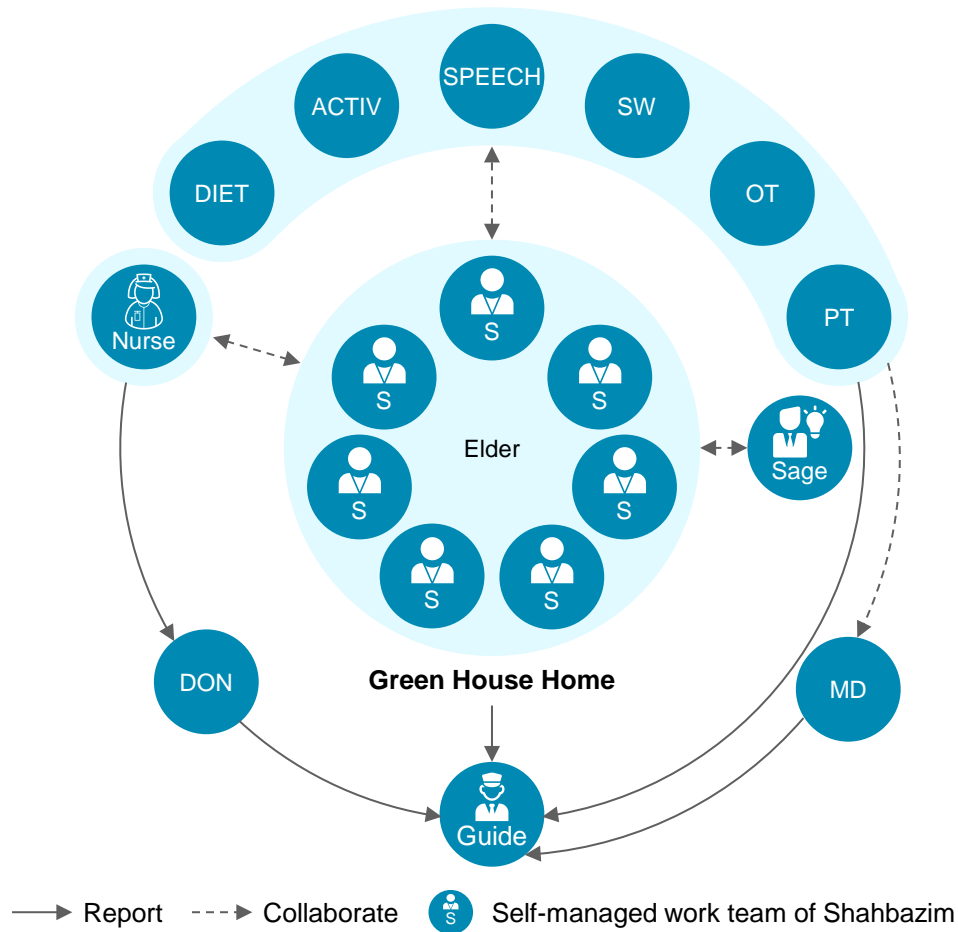 SPEECH
ACTIV
SW
DIET
OT
Nurse
PT
S
S
S
Elder
Sage
S
S
S
S
Green House Home
DON
MD
Guide
Report
Collaborate
S
Self-managed work team of Shahbazim